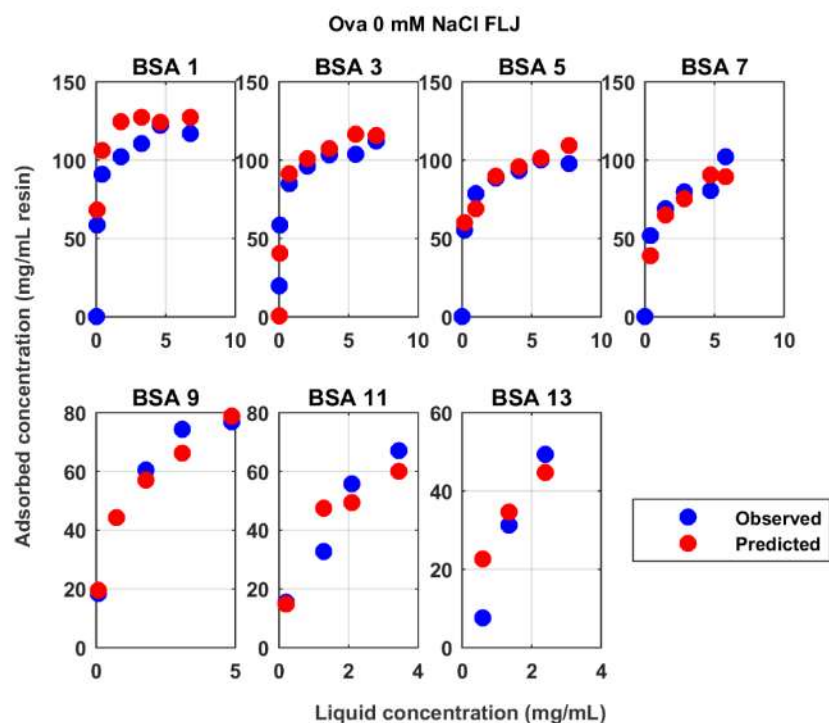 Ova 0 mM NaCl FLJ
BSA 1 BSA 3 BSA 5 BSA 7
150 150 150 150
100 100 100 100
50 50 50 50
0 0 0 0
0 5 10 0 5 10 0 5 10 0 5 10
Adsorbed concentration (mg/mL resin)
BSA 9 BSA 11 BSA 13
80 80 60
60 60 40
40 40 20
20 20
0 0 0
0 5 0 2 4 0 2 4
Observed
Predicted
Liquid concentration (mg/mL)